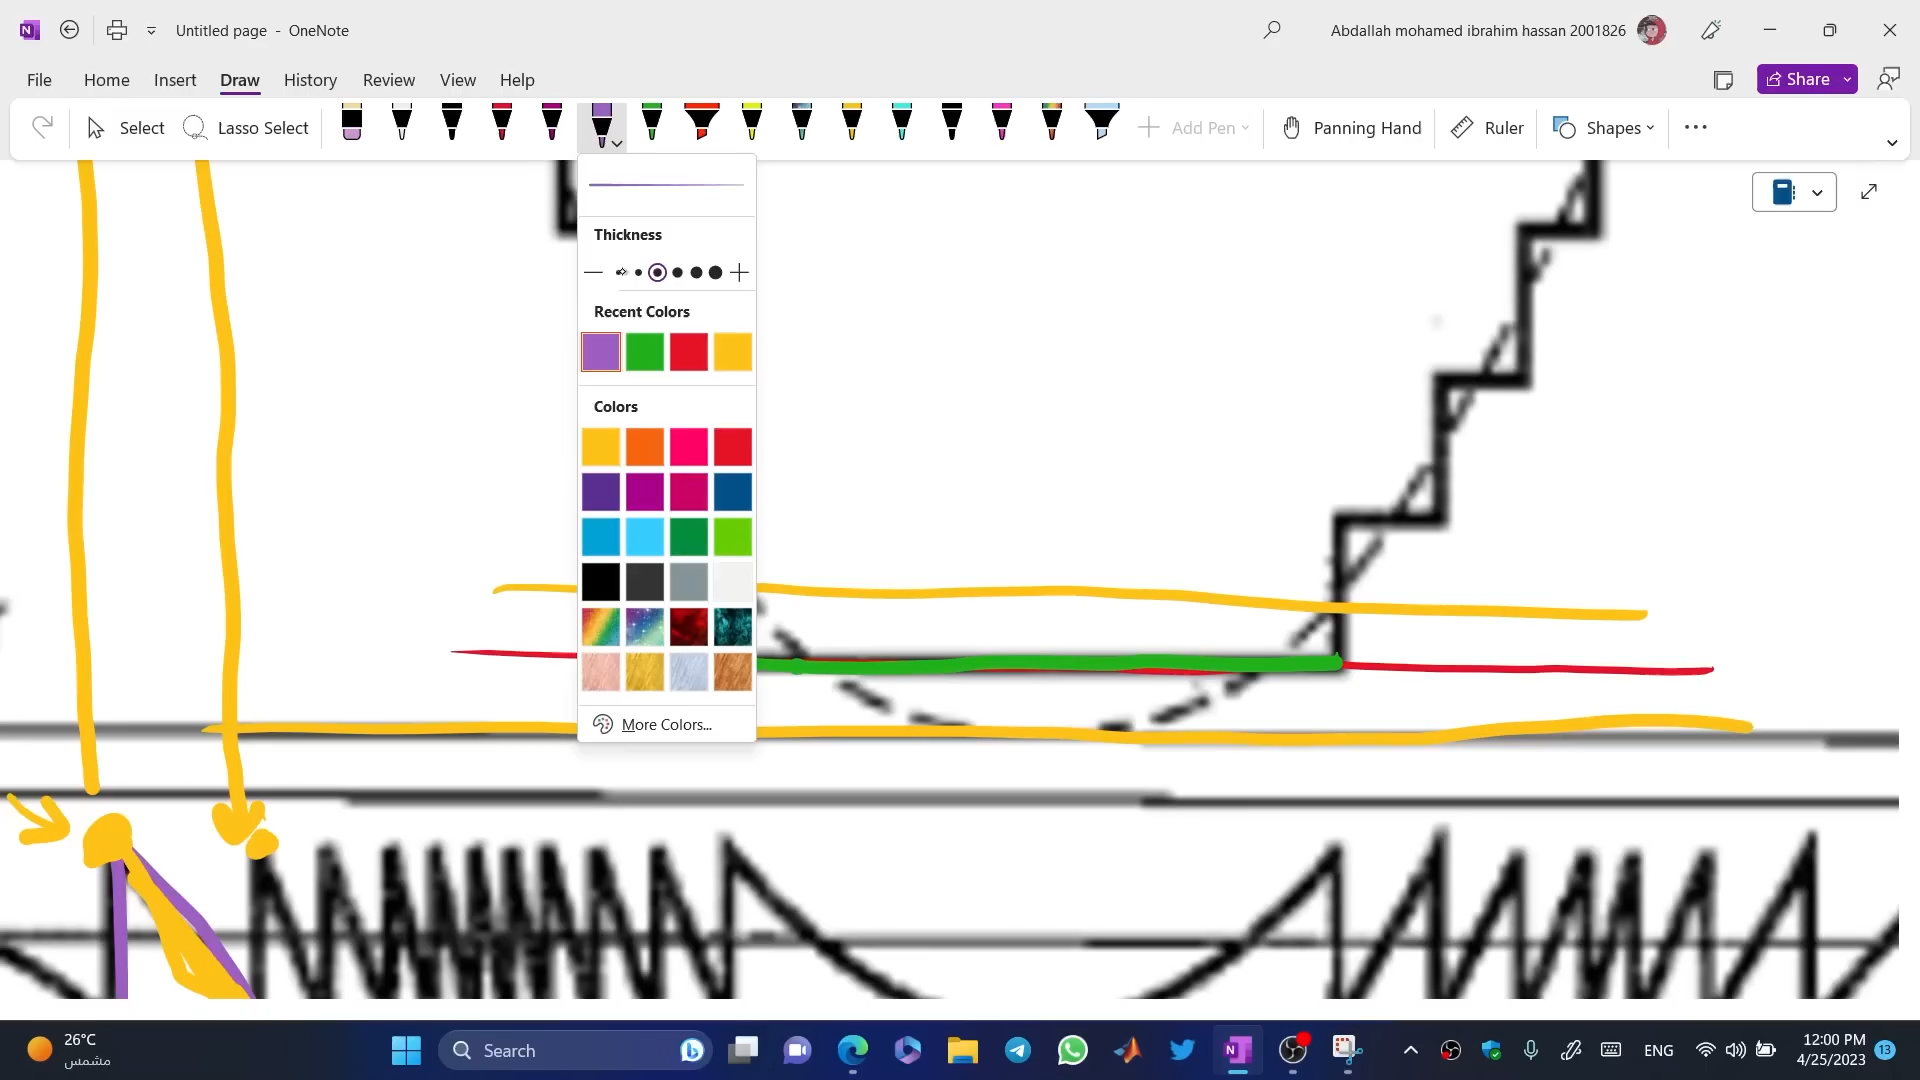 Untitled page - OneNote
Abdallah mohamed ibrahim hassan 2001826
File Home Insert Draw History Review View Help
Share
Select
Lasso Select
Add Pen
Panning Hand
Ruler
Shapes
Thickness
Recent Colors
Colors
More Colors...
26°C
مشمس
Search
ENG
12:00 PM
4/25/2023
13